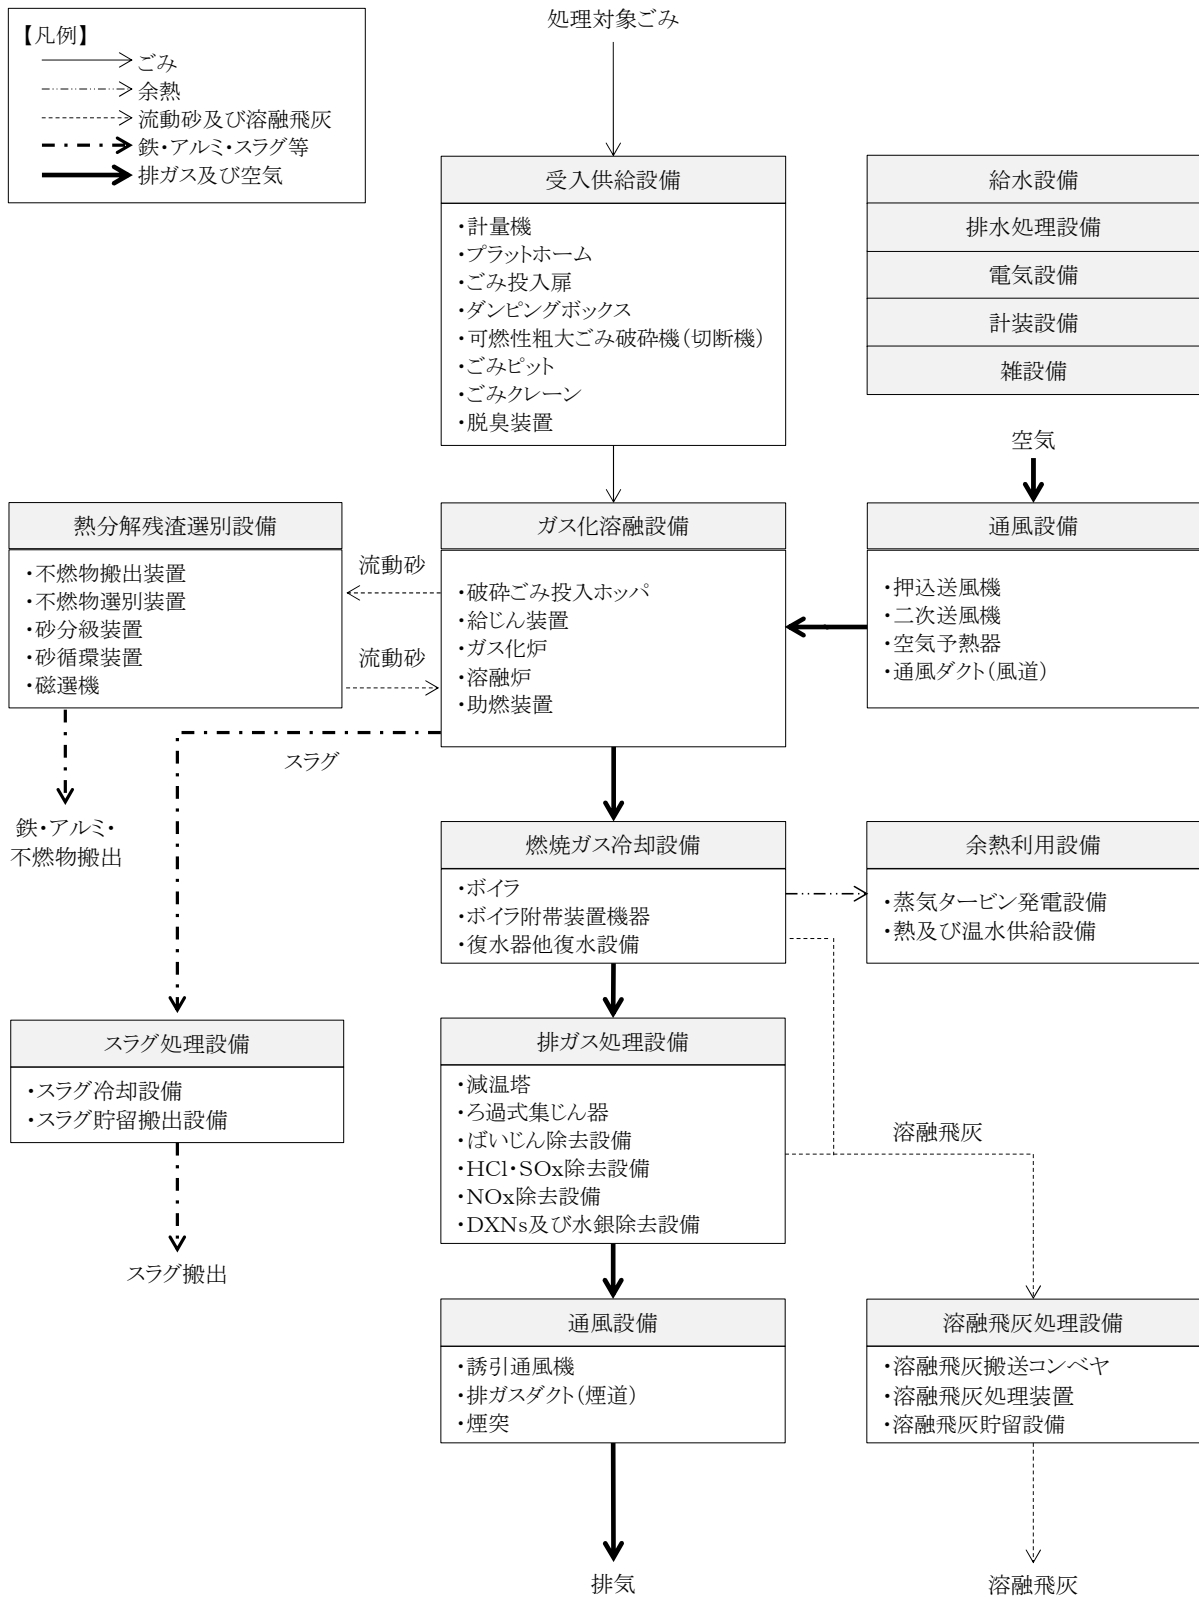 【凡例】
ごみ
余熱
流動砂及び溶融飛灰
鉄・アルミ・スラグ等
排ガス及び空気
処理対象ごみ
受入供給設備
・計量機
・プラットホーム
・ごみ投入扉
・ダンピングボックス
・可燃性粗大ごみ破砕機(切断機)
・ごみピット
・ごみクレーン
・脱臭装置
給水設備
排水処理設備
電気設備
計装設備
雑設備
空気
熱分解残渣選別設備
・不燃物搬出装置
・不燃物選別装置
・砂分級装置
・砂循環装置
・磁選機
流動砂
流動砂
ガス化溶融設備
・破砕ごみ投入ホッパ
・給じん装置
・ガス化炉
・溶融炉
・助燃装置
通風設備
・押込送風機
・二次送風機
・空気予熱器
・通風ダクト(風道)
スラグ
鉄・アルミ・
不燃物搬出
燃焼ガス冷却設備
・ボイラ
・ボイラ附帯装置機器
・復水器他復水設備
余熱利用設備
・蒸気タービン発電設備
・熱及び温水供給設備
スラグ処理設備
・スラグ冷却設備
・スラグ貯留搬出設備
排ガス処理設備
・減温塔
・ろ過式集じん器
・ばいじん除去設備
・HCl・SOx除去設備
・NOx除去設備
・DXNs及び水銀除去設備
溶融飛灰
スラグ搬出
通風設備
・誘引通風機
・排ガスダクト(煙道)
・煙突
溶融飛灰処理設備
・溶融飛灰搬送コンベヤ
・溶融飛灰処理装置
・溶融飛灰貯留設備
排気
溶融飛灰